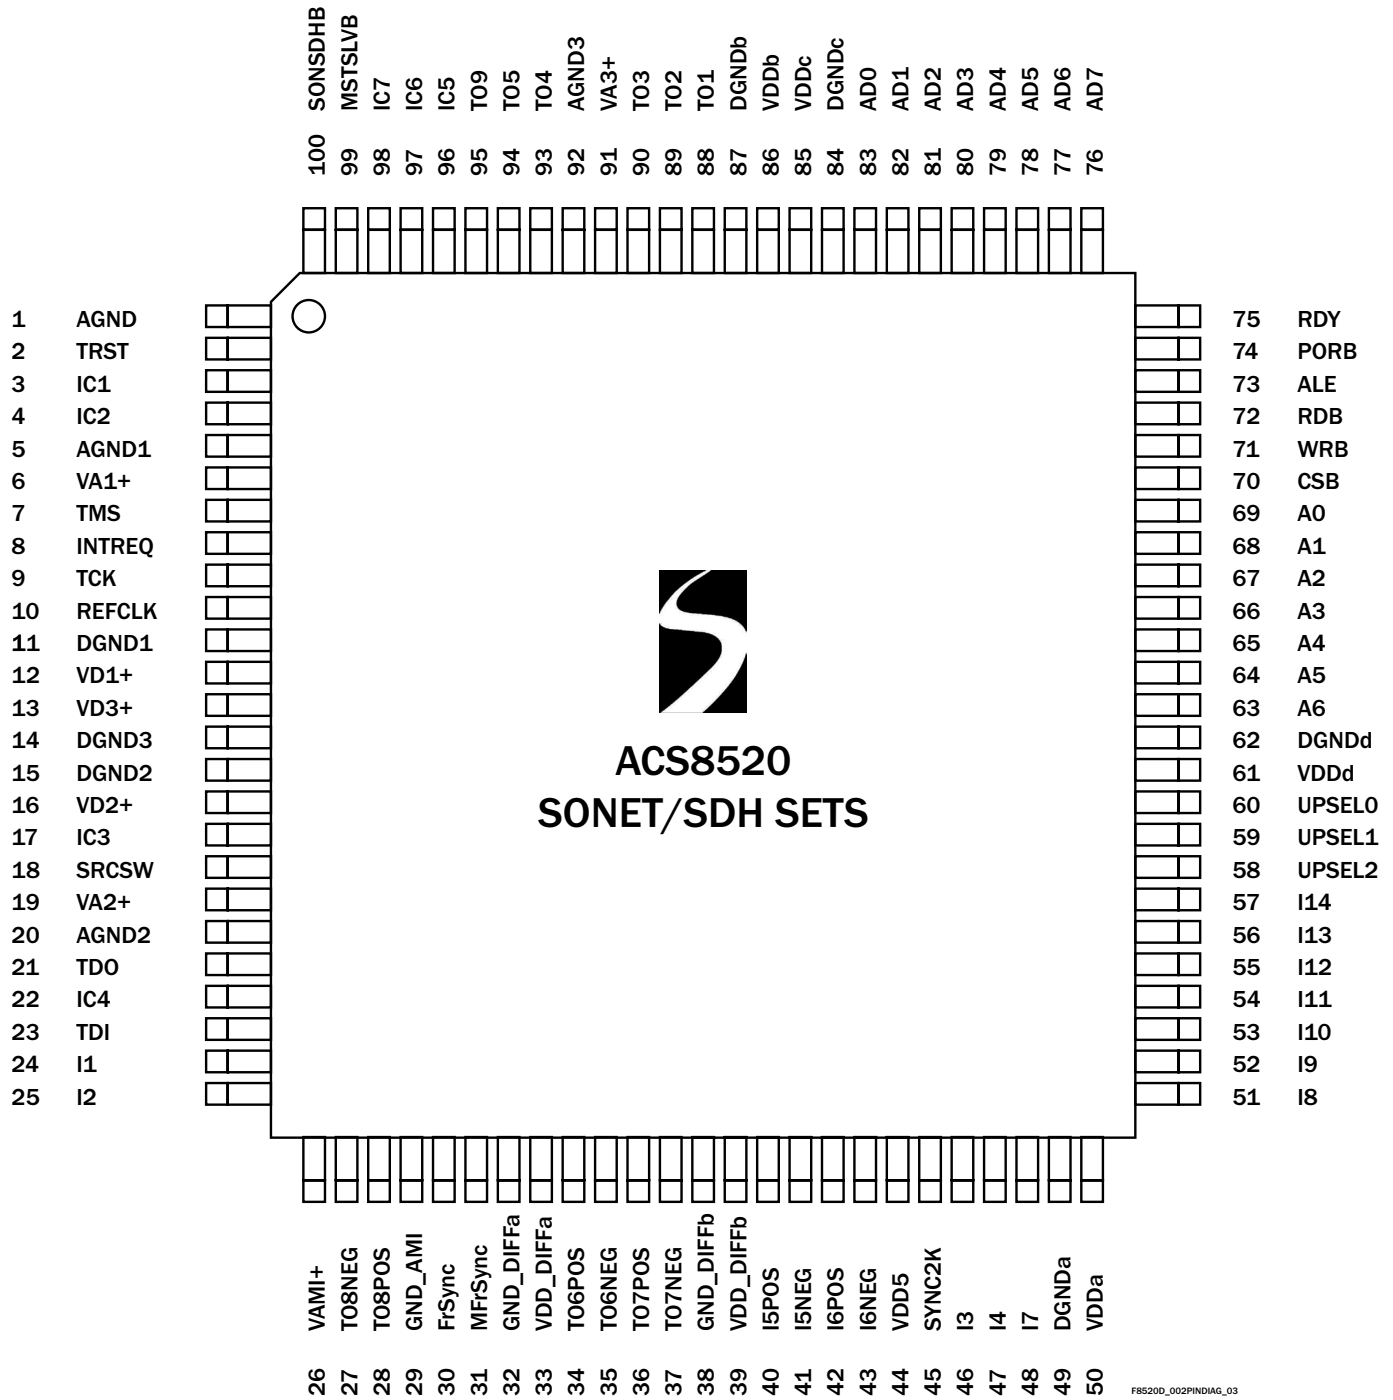 SONSDHB MSTSLVB IC7 IC6 IC5 TO9 TO5 TO4 AGND3 VA3+ TO3 TO2 TO1 DGNDb VDDb VDDc DGNDc AD0 AD1 AD2 AD3 AD4 AD5 AD6 AD7
100 99 98 97 96 95 94 93 92 91 90 89 88 87 86 85 84 83 82 81 80 79 78 77 76
1 AGND
2 TRST
3 IC1
4 IC2
5 AGND1
6 VA1+
7 TMS
8 INTREQ
9 TCK
10 REFCLK
11 DGND1
12 VD1+
13 VD3+
14 DGND3
15 DGND2
16 VD2+
17 IC3
18 SRCSW
19 VA2+
20 AGND2
21 TDO
22 IC4
23 TDI
24 I1
25 I2
ACS8520
SONET/SDH SETS
75 RDY
74 PORB
73 ALE
72 RDB
71 WRB
70 CSB
69 A0
68 A1
67 A2
66 A3
65 A4
64 A5
63 A6
62 DGNDd
61 VDDd
60 UPSEL0
59 UPSEL1
58 UPSEL2
57 I14
56 I13
55 I12
54 I11
53 I10
52 I9
51 I8
VAMI+ TO8NEG TO8POS GND_AMI FrSync MFrSync GND_DIFFa VDD_DIFFa TO6POS TO6NEG TO7POS TO7NEG GND_DIFFb VDD_DIFFb I5POS I5NEG I6POS I6NEG VDD5 SYNC2K I3 I4 I7 DGNDa VDDa
26 27 28 29 30 31 32 33 34 35 36 37 38 39 40 41 42 43 44 45 46 47 48 49 50
F8520D_002PINDIAG_03